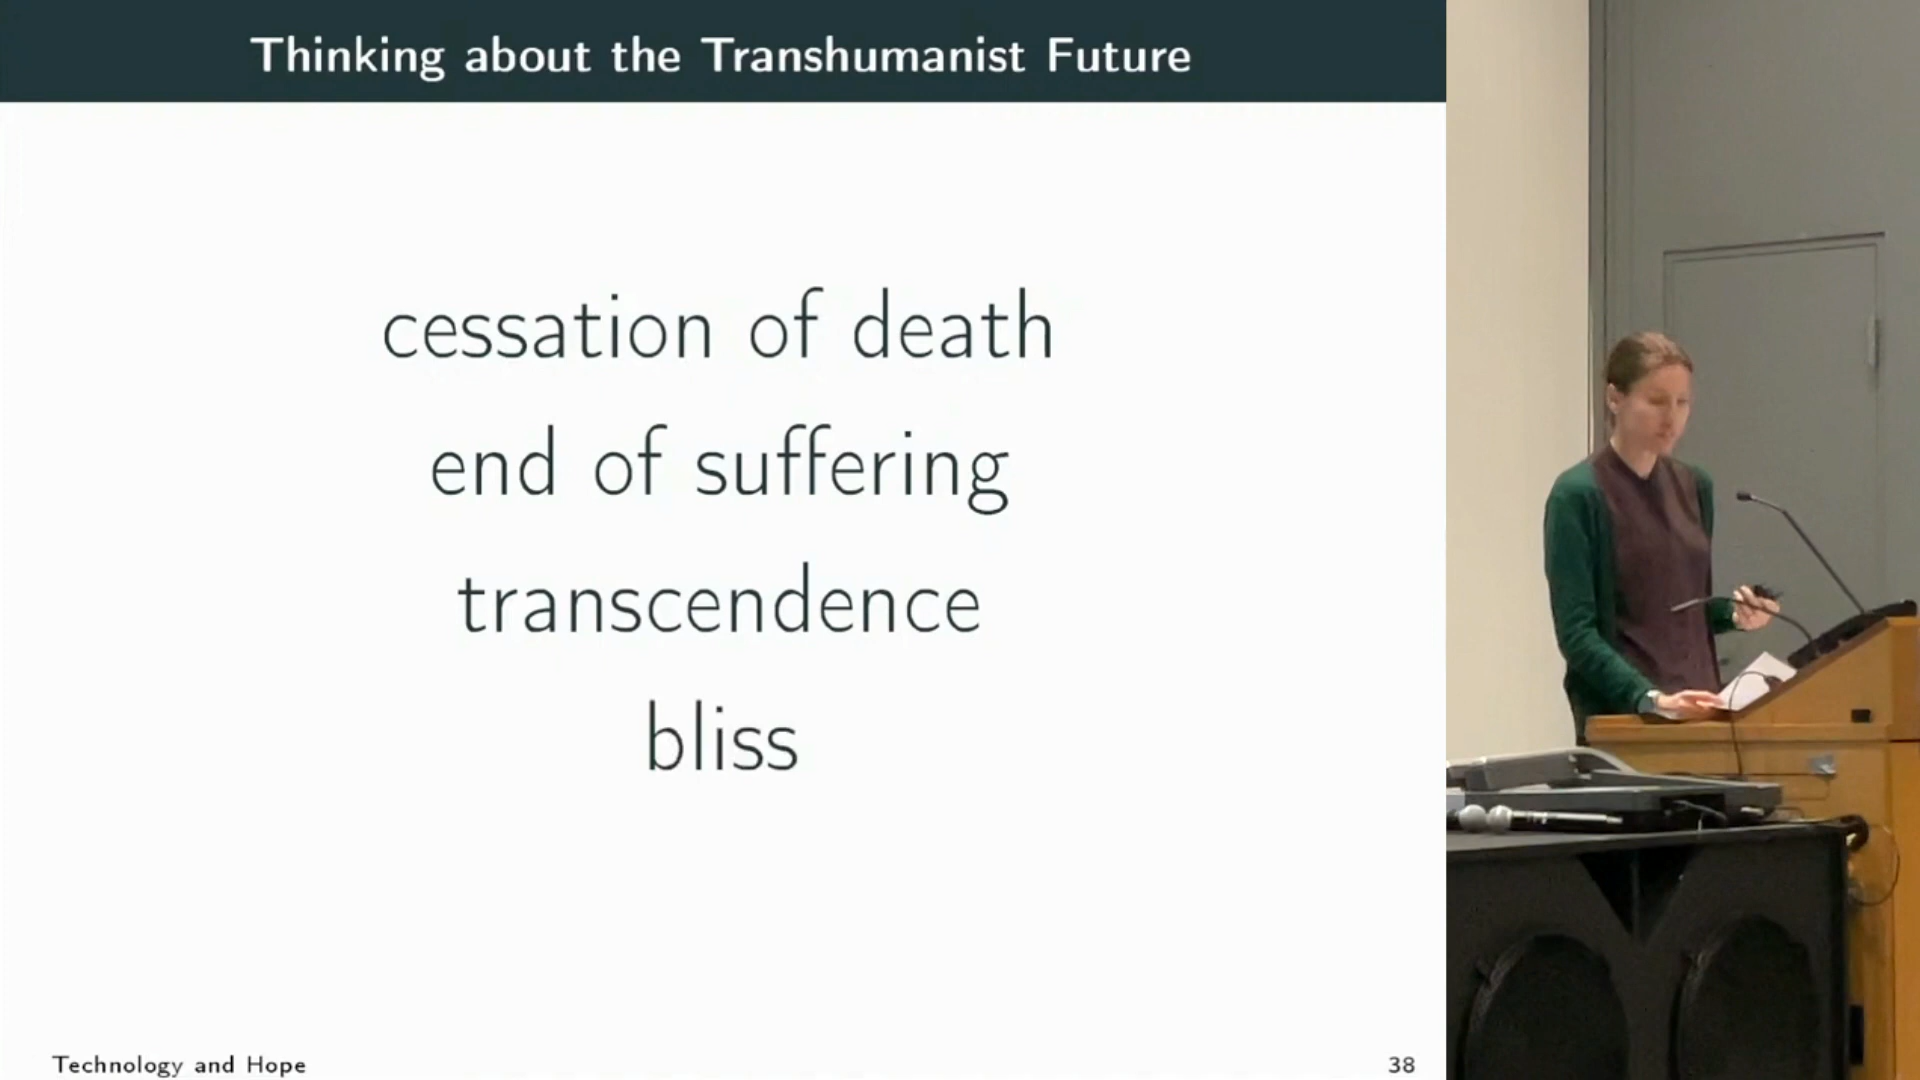 Thinking about the Transhumanist Future
cessation of death
end of suffering
transcendence
bliss
Technology and Hope
38